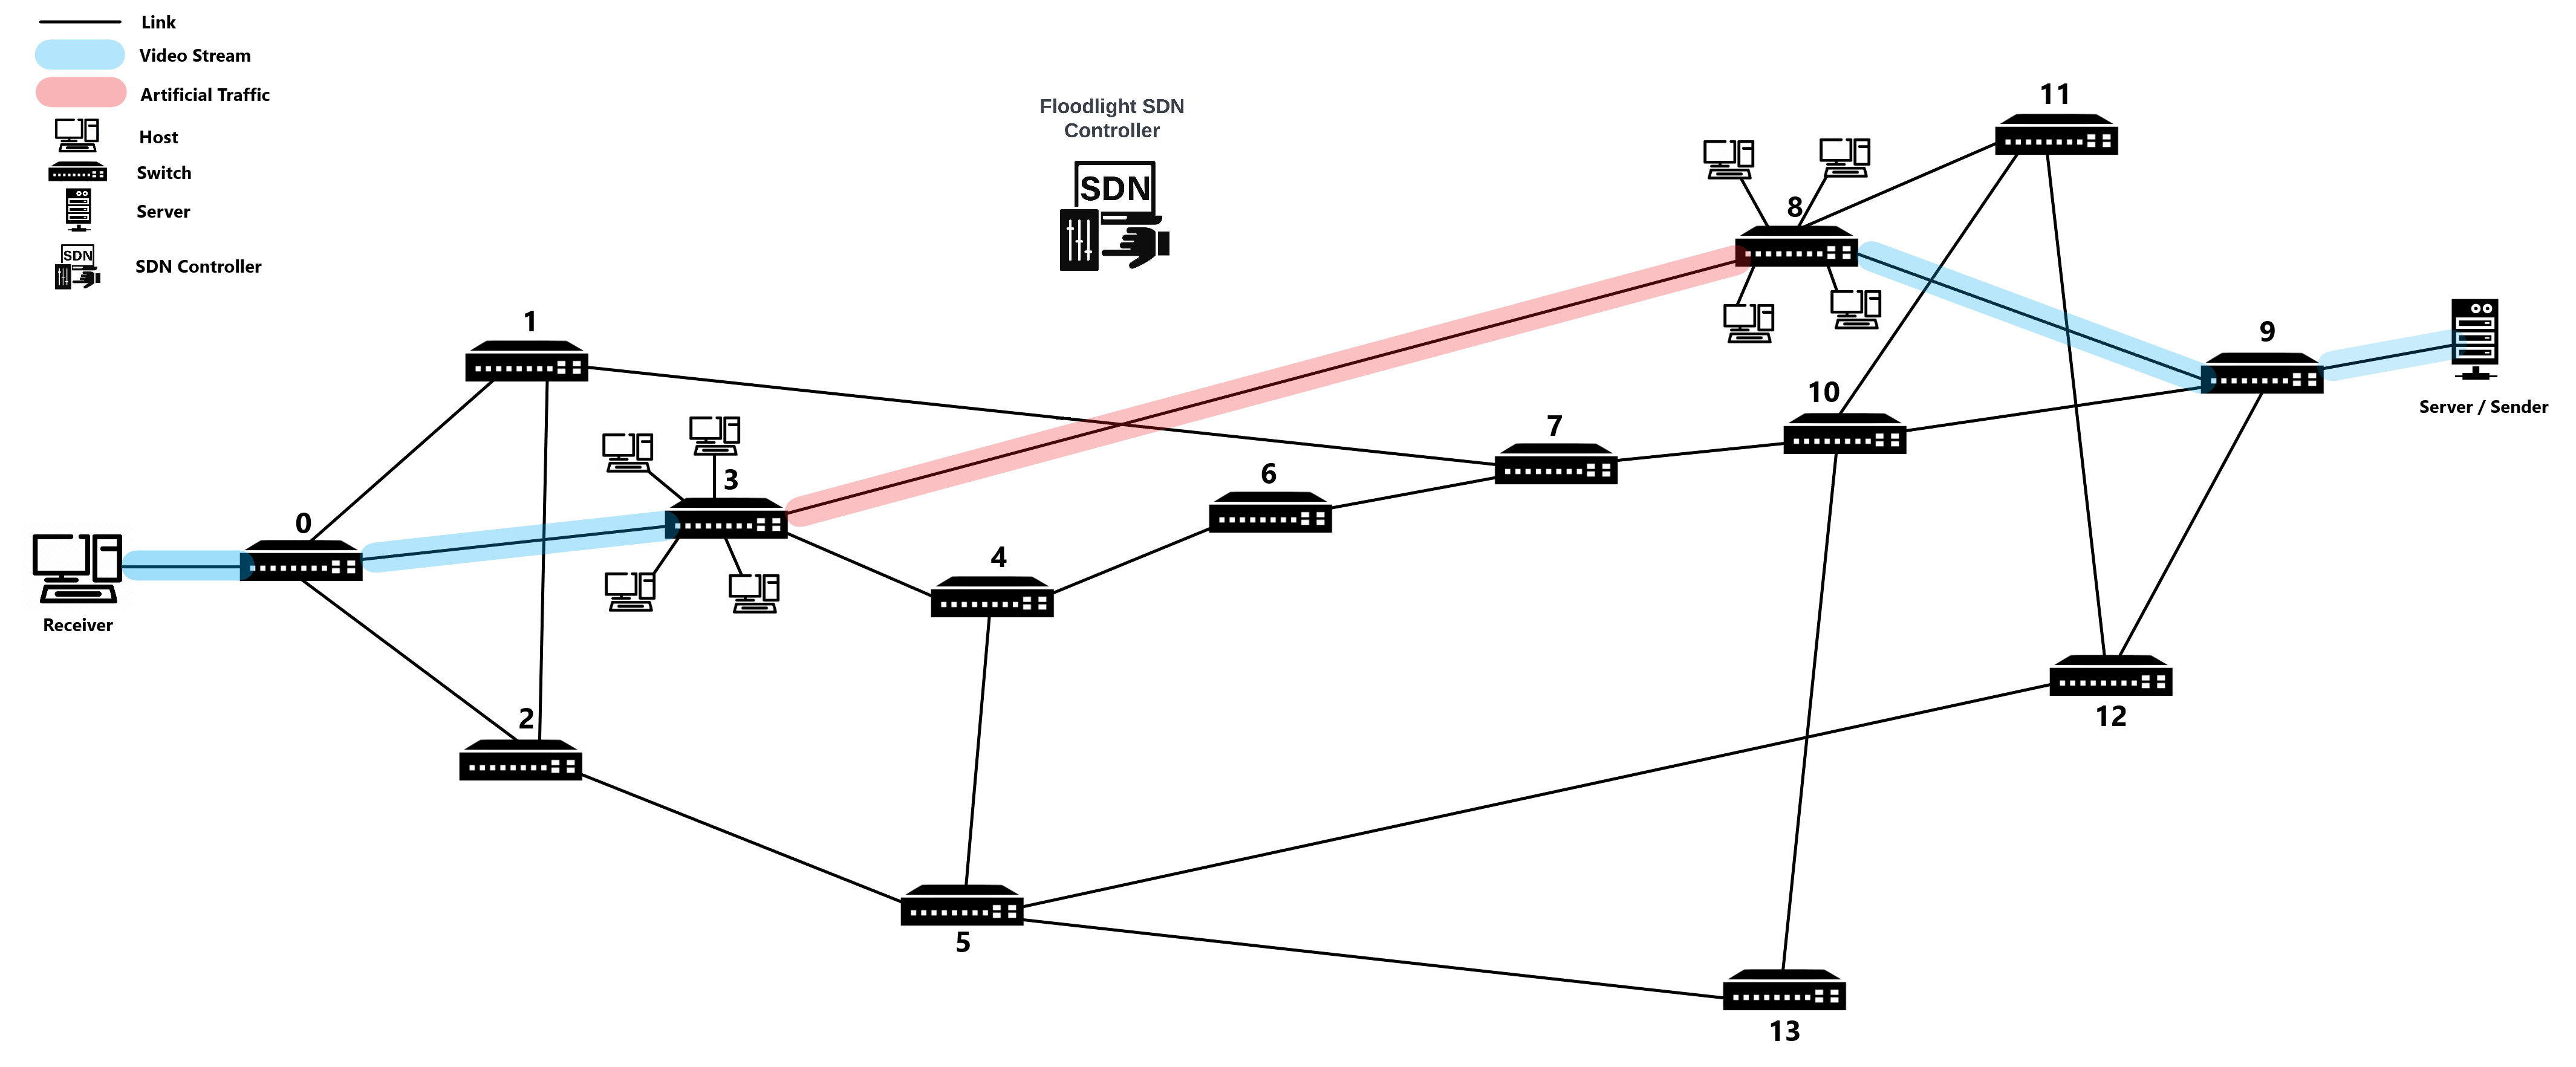 Link
Video Stream
Artificial Traffic
Host
Switch
Server
SDN
SDN Controller
Floodlight SDN
Controller
SDN
11
8
1
9
10
Server / Sender
7
3
6
0
4
Receiver
2
12
5
13